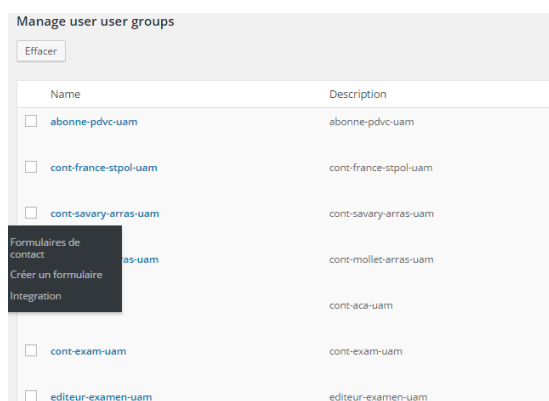 Manage user user groups
Effacer
Name Description
abonne-pdvc-uam abonne-pdvc-uam
cont-france-stpol-uam cont-france-stpol-uam
cont-savary-arras-uam cont-savary-arras-uam
Formulaires de
contact
as-uam cont-mollet-arras-uam
Créer un formulaire
Integration
cont-aca-uam
cont-exam-uam cont-exam-uam
editeur-examen-uam editeur-examen-uam